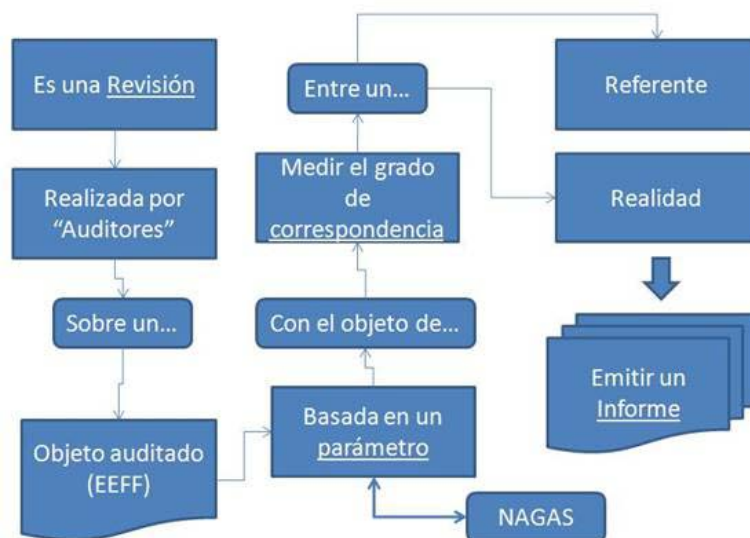 Es una Revisión
Realizada por
“Auditores”
Sobre un...
Objeto auditado
(EEFF)
Basada en un
parámetro
NAGAS
Con el objeto de...
Medir el grado
de
correspondencia
Entre un...
Referente
Realidad
Emitir un
Informe